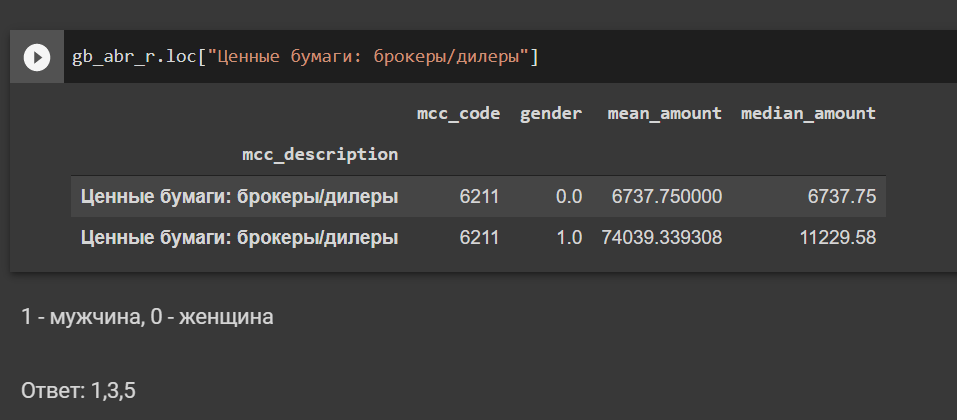 gb_abr_r.loc["Ценные бумаги: брокеры/дилеры"]
mcc_code gender mean_amount median_amount
mcc_description
Ценные бумаги: брокеры/дилеры 6211 0.0 6737.750000 6737.75
Ценные бумаги: брокеры/дилеры 6211 1.0 74039.339308 11229.58
1 - мужчина, 0 - женщина
Ответ: 1,3,5